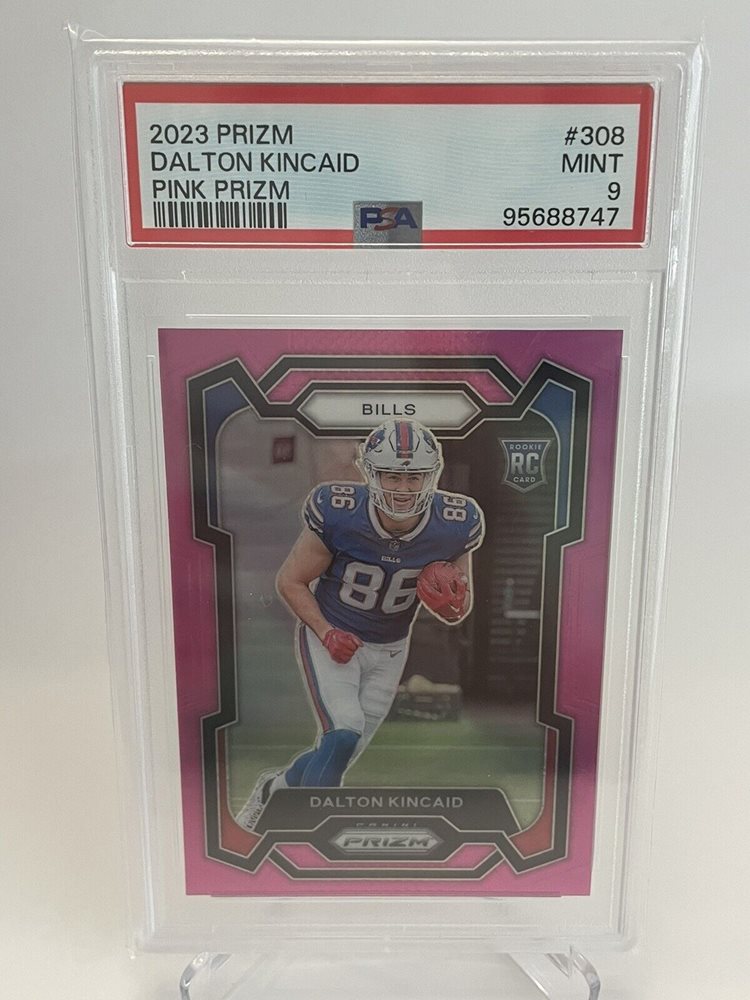 2023 PRIZM #308
DALTON KINCAID MINT
PINK PRIZM 9
PSA 95688747
BILLS
ROOKIE
RC
CARD
86
86
BILLS
86
DALTON KINCAID
PANINI
PRIZM